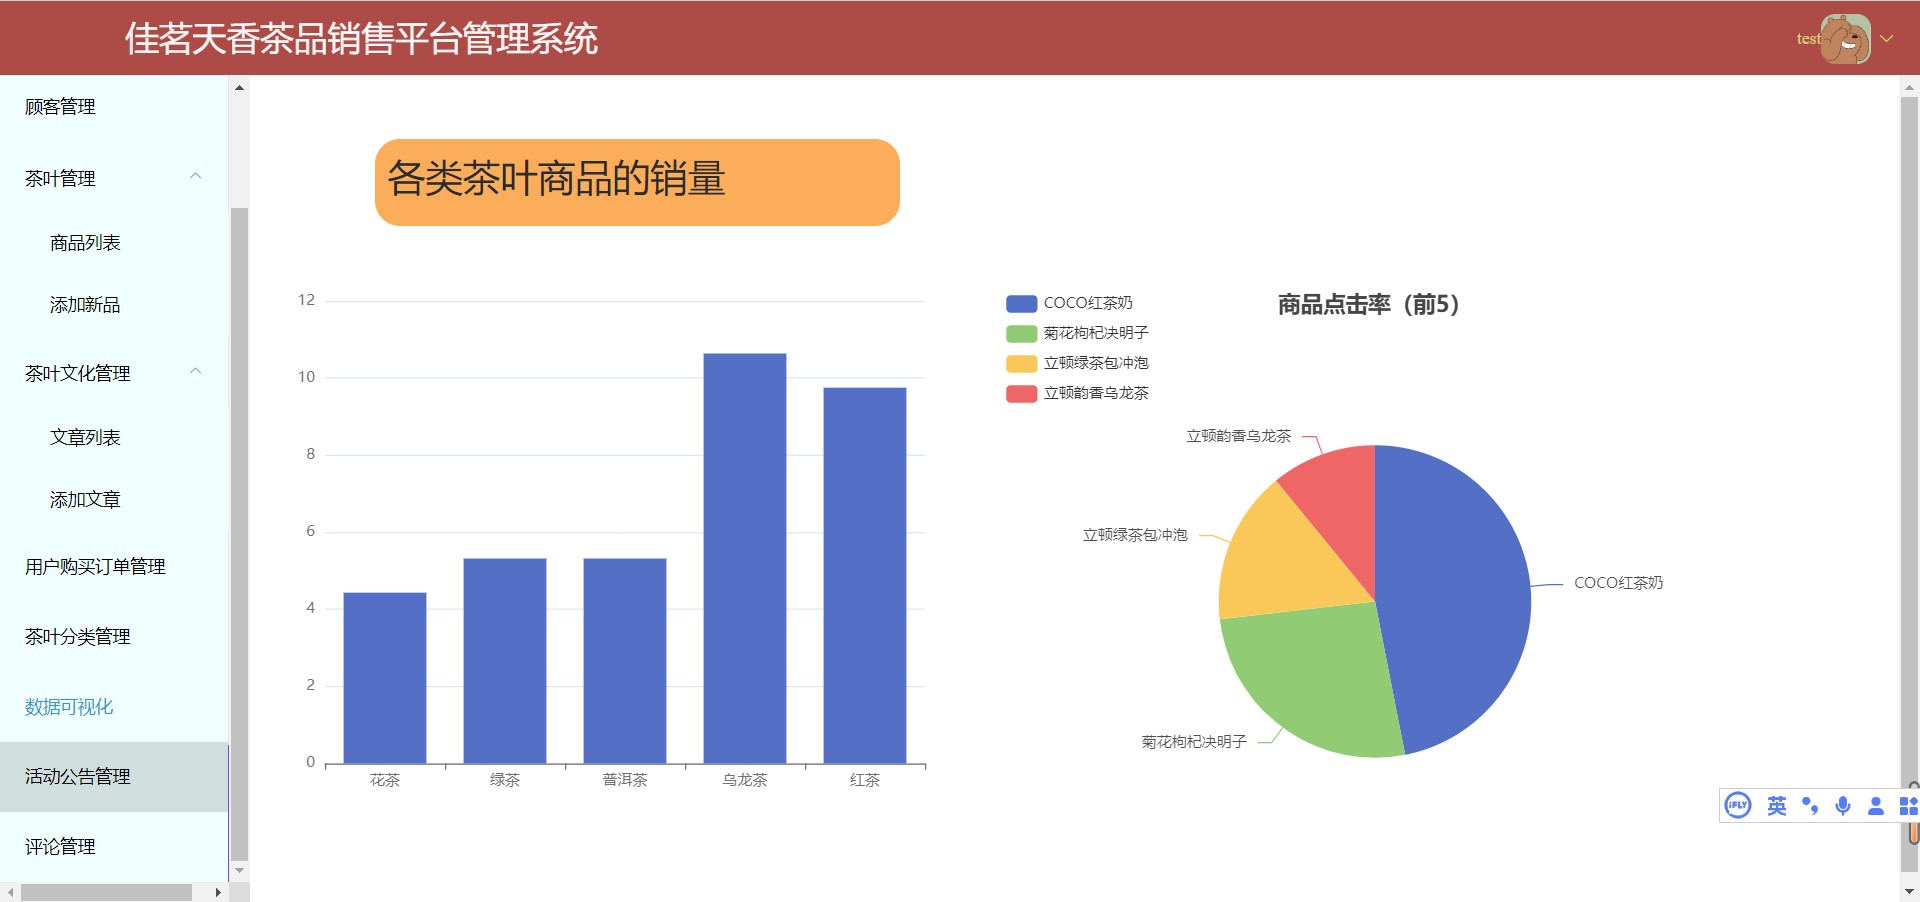 佳茗天香茶品销售平台管理系统
test
顾客管理
茶叶管理
商品列表
添加新品
茶叶文化管理
文章列表
添加文章
用户购买订单管理
茶叶分类管理
数据可视化
活动公告管理
评论管理
各类茶叶商品的销量
12
10
8
6
4
2
0
花茶
绿茶
普洱茶
乌龙茶
红茶
商品点击率（前5）
COCO红茶奶
菊花枸杞决明子
立顿绿茶包冲泡
立顿韵香乌龙茶
立顿韵香乌龙茶
立顿绿茶包冲泡
COCO红茶奶
菊花枸杞决明子
iFLY
英